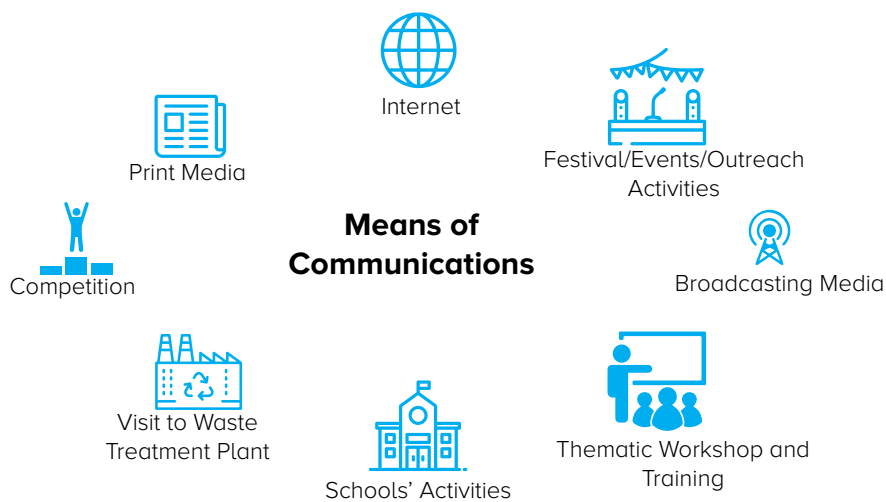 Internet
Festival/Events/Outreach
Activities
Print Media
Means of
Communications
Competition
Broadcasting Media
Visit to Waste
Treatment Plant
Thematic Workshop and
Training
Schools’ Activities